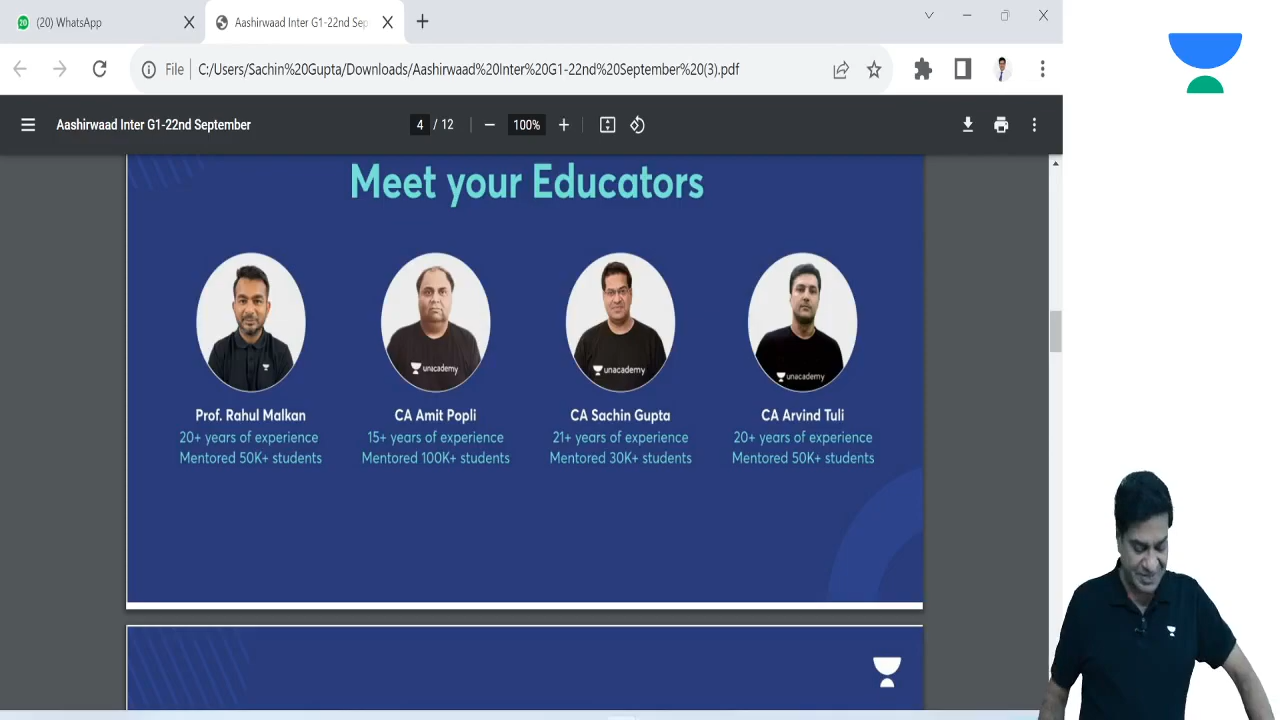 20 (20) WhatsApp
Aashirwaad Inter G1-22nd Sep
File C:/Users/Sachin%20Gupta/Downloads/Aashirwaad%20Inter%20G1-22nd%20September%20(3).pdf
Aashirwaad Inter G1-22nd September
4 / 12
100%
Meet your Educators
unacademy
unacademy
unacademy
Prof. Rahul Malkan
20+ years of experience
Mentored 50K+ students
CA Amit Popli
15+ years of experience
Mentored 100K+ students
CA Sachin Gupta
21+ years of experience
Mentored 30K+ students
CA Arvind Tuli
20+ years of experience
Mentored 50K+ students